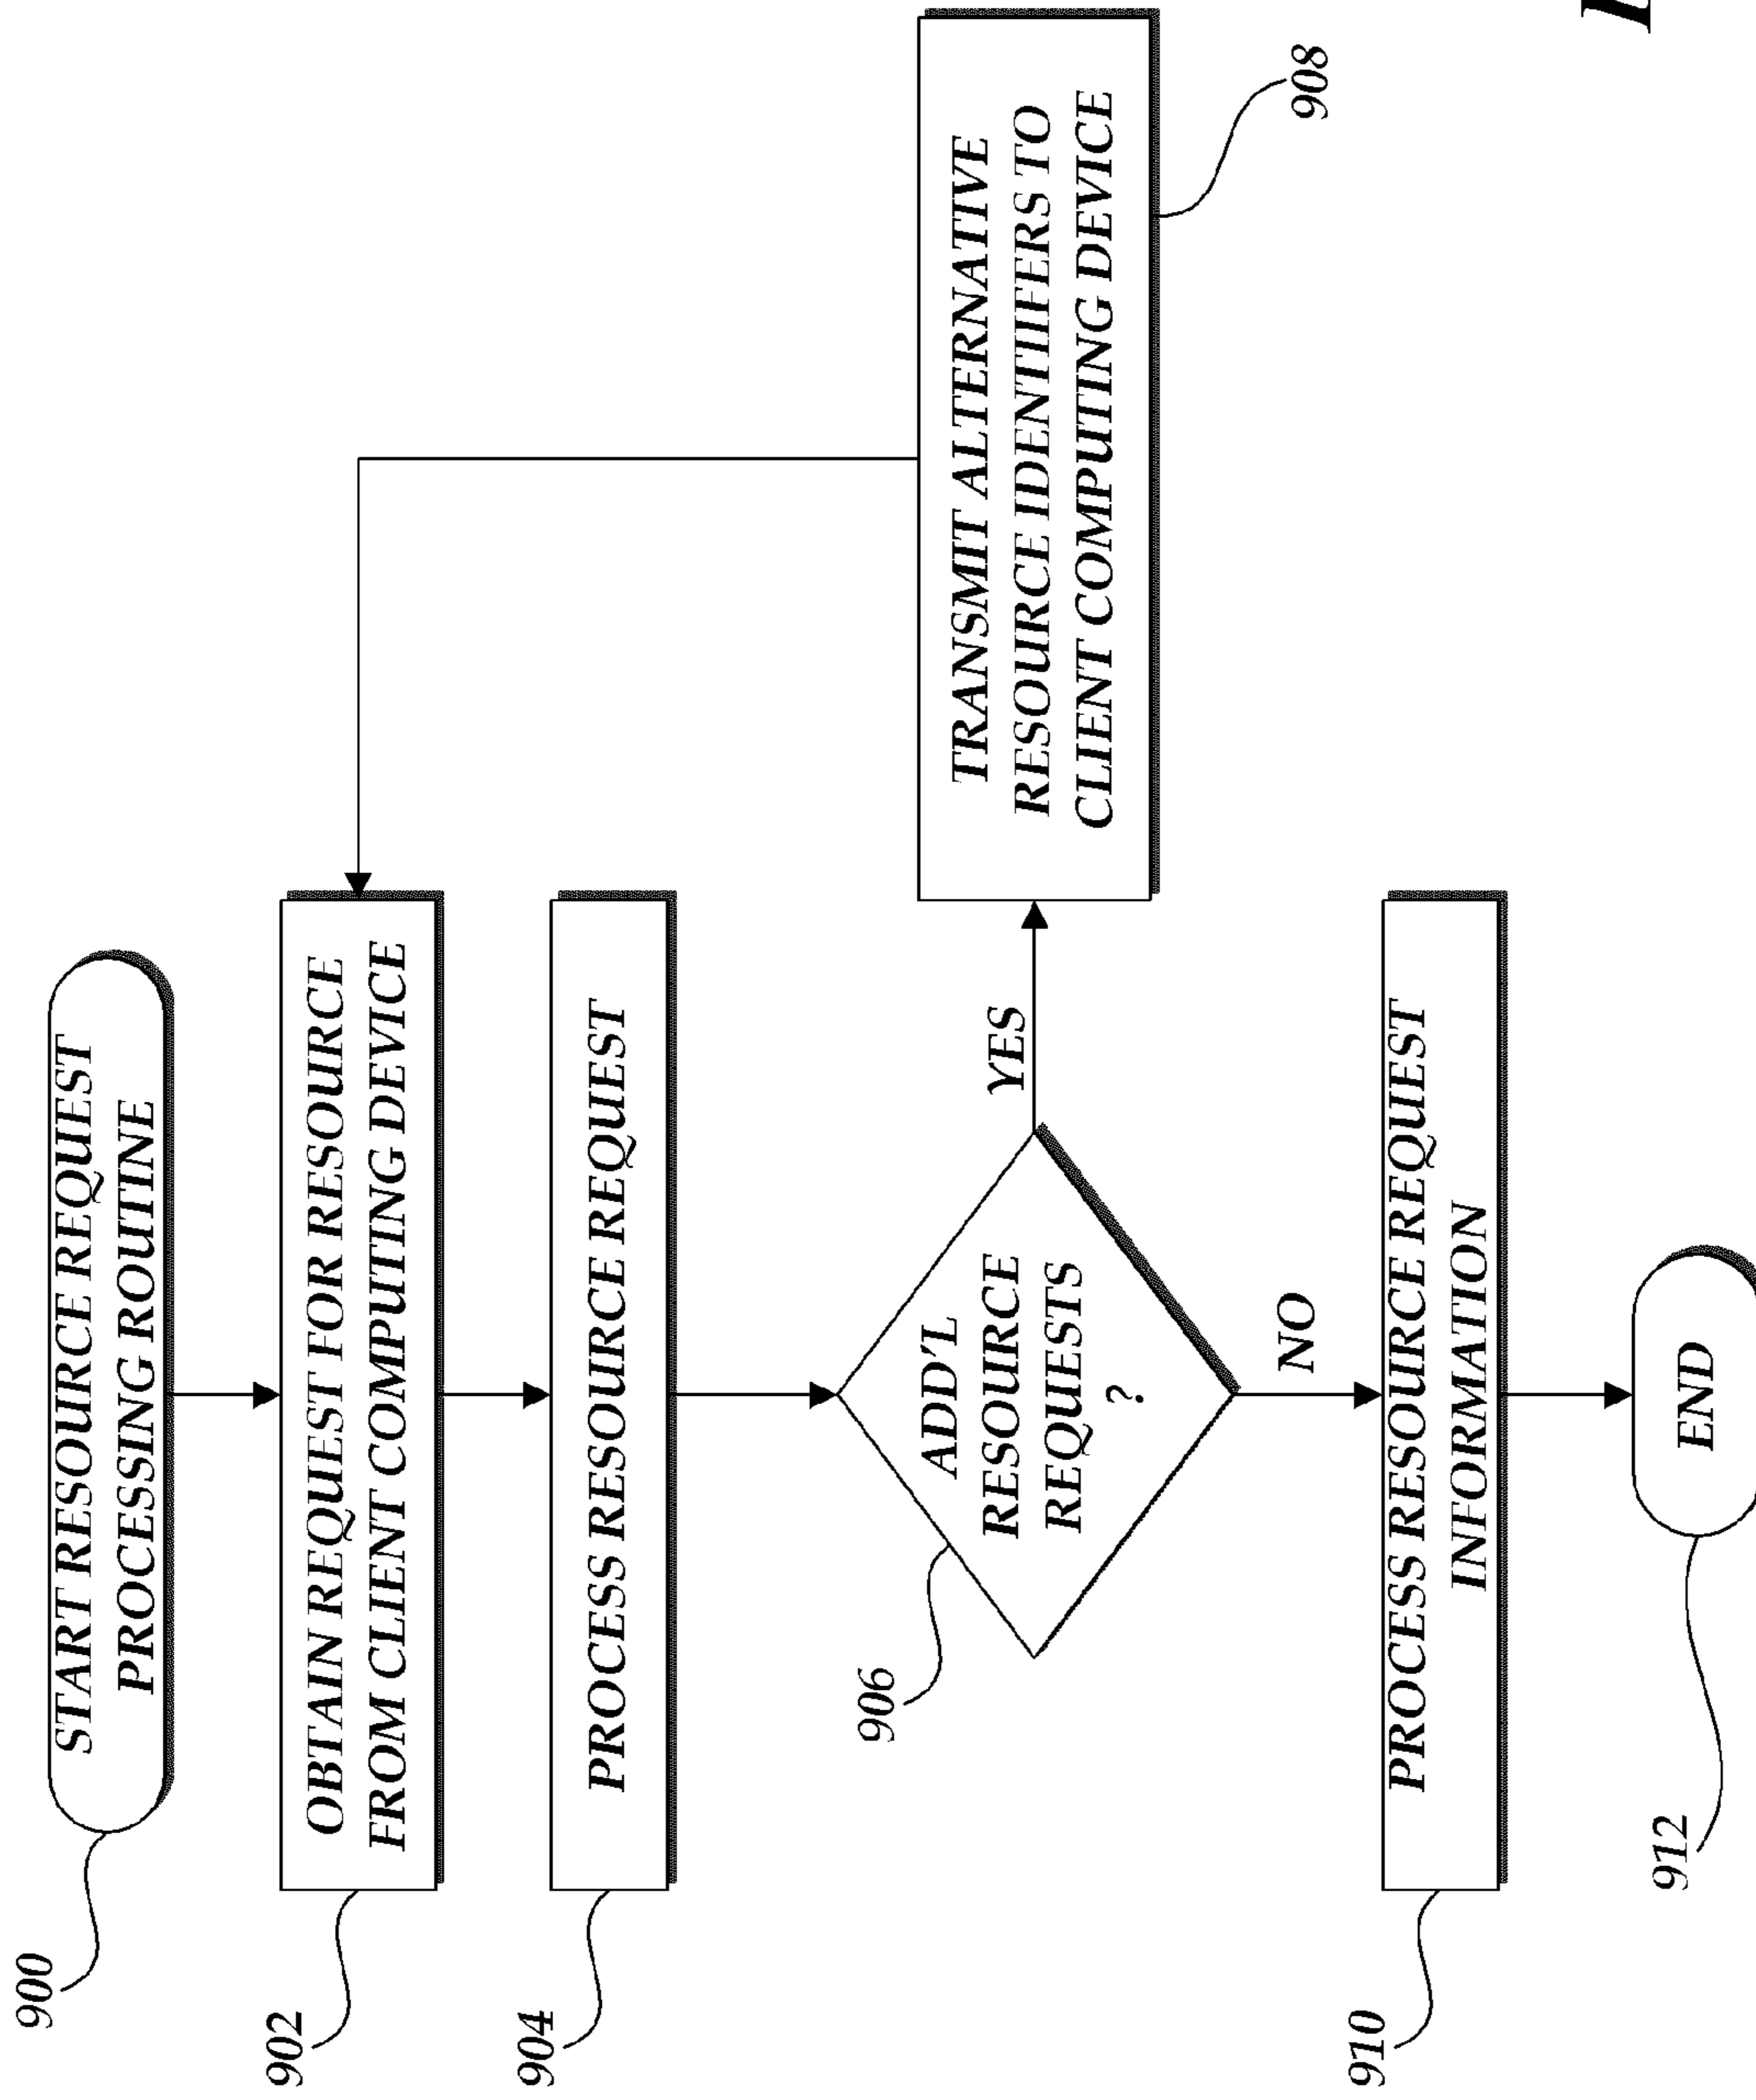 900
START RESOURCE REQUEST
PROCESSING ROUTINE
902
OBTAIN REQUEST FOR RESOURCE
FROM CLIENT COMPUTING DEVICE
904
PROCESS RESOURCE REQUEST
906
ADD'L
RESOURCE
REQUESTS
?
YES
TRANSMIT ALTERNATIVE
RESOURCE IDENTIFIERS TO
CLIENT COMPUTING DEVICE
908
NO
910
PROCESS RESOURCE REQUEST
INFORMATION
912
END